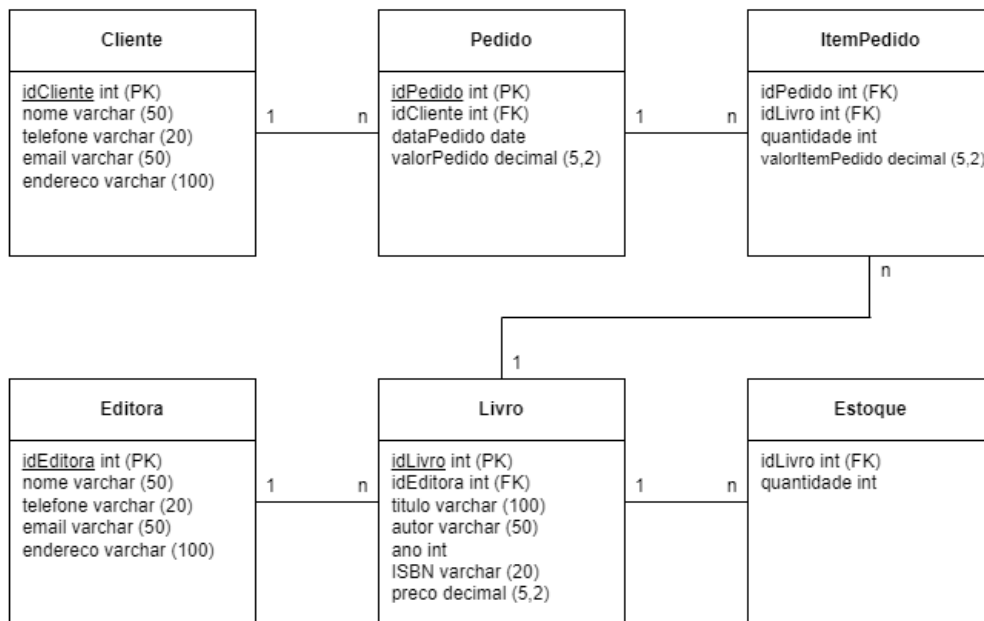 Cliente
idCliente int (PK)
nome varchar (50)
telefone varchar (20)
email varchar (50)
endereco varchar (100)
1
n
Pedido
idPedido int (PK)
idCliente int (FK)
dataPedido date
valorPedido decimal (5,2)
1
n
ItemPedido
idPedido int (FK)
idLivro int (FK)
quantidade int
valorItemPedido decimal (5,2)
n
1
Editora
idEditora int (PK)
nome varchar (50)
telefone varchar (20)
email varchar (50)
endereco varchar (100)
1
n
Livro
idLivro int (PK)
idEditora int (FK)
titulo varchar (100)
autor varchar (50)
ano int
ISBN varchar (20)
preco decimal (5,2)
1
n
Estoque
idLivro int (FK)
quantidade int